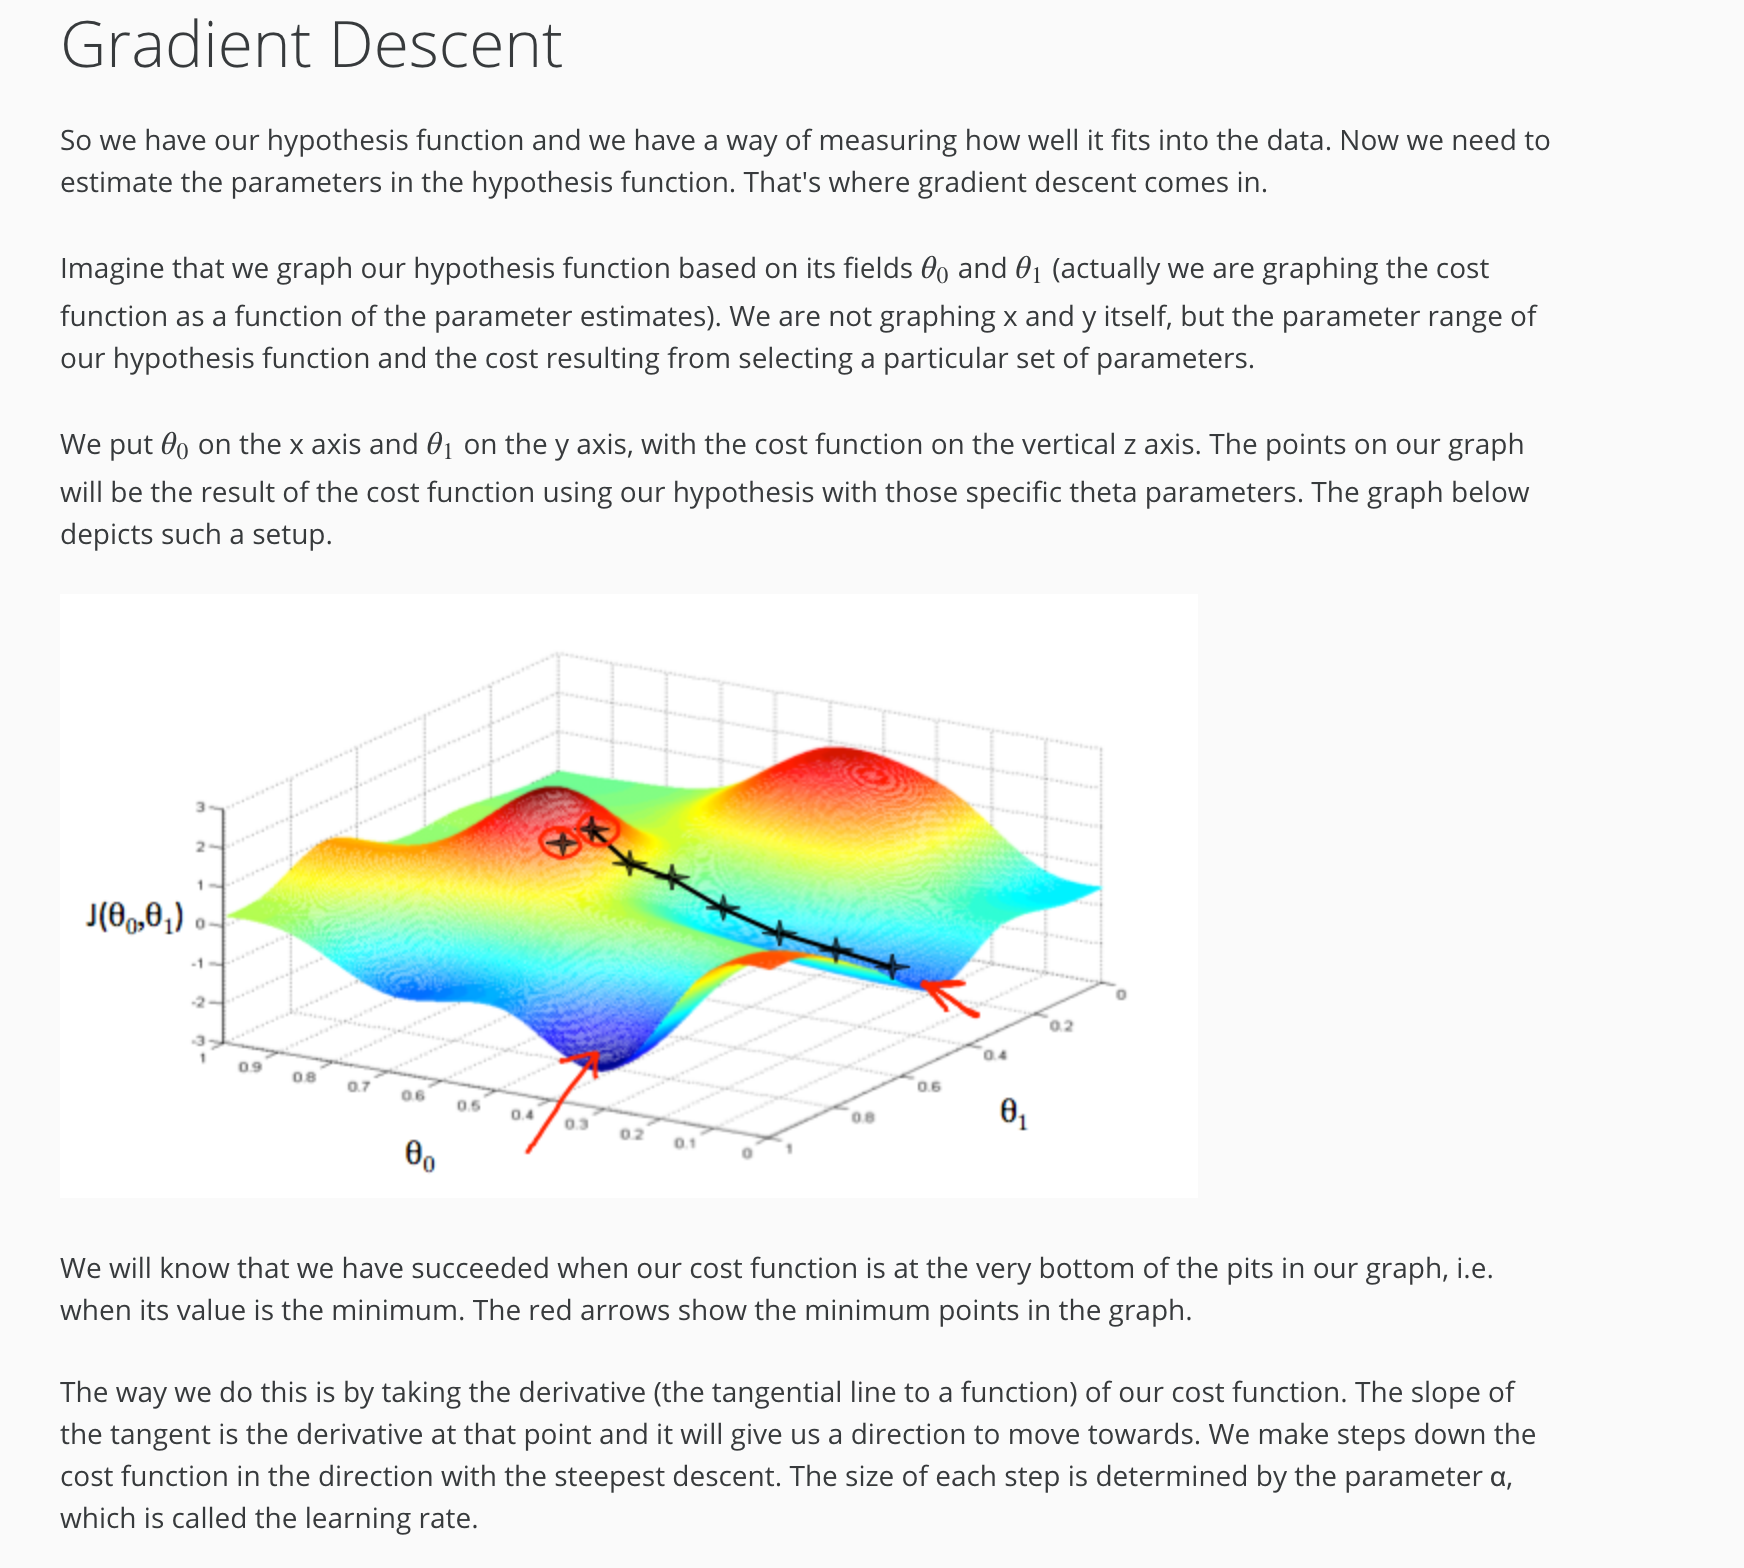 Gradient Descent
So we have our hypothesis function and we have a way of measuring how well it fits into the data. Now we need to
estimate the parameters in the hypothesis function. That's where gradient descent comes in.
Imagine that we graph our hypothesis function based on its fields θ₀ and θ₁ (actually we are graphing the cost
function as a function of the parameter estimates). We are not graphing x and y itself, but the parameter range of
our hypothesis function and the cost resulting from selecting a particular set of parameters.
We put θ₀ on the x axis and θ₁ on the y axis, with the cost function on the vertical z axis. The points on our graph
will be the result of the cost function using our hypothesis with those specific theta parameters. The graph below
depicts such a setup.
3
2
1
J(θ₀,θ₁)
0
-1
-2
-3
1
0.9
0.8
0.7
0.6
0.5
0.4
0.3
0.2
0.1
0
θ₀
1
0.8
0.6
0.4
0.2
0
θ₁
We will know that we have succeeded when our cost function is at the very bottom of the pits in our graph, i.e.
when its value is the minimum. The red arrows show the minimum points in the graph.
The way we do this is by taking the derivative (the tangential line to a function) of our cost function. The slope of
the tangent is the derivative at that point and it will give us a direction to move towards. We make steps down the
cost function in the direction with the steepest descent. The size of each step is determined by the parameter α,
which is called the learning rate.